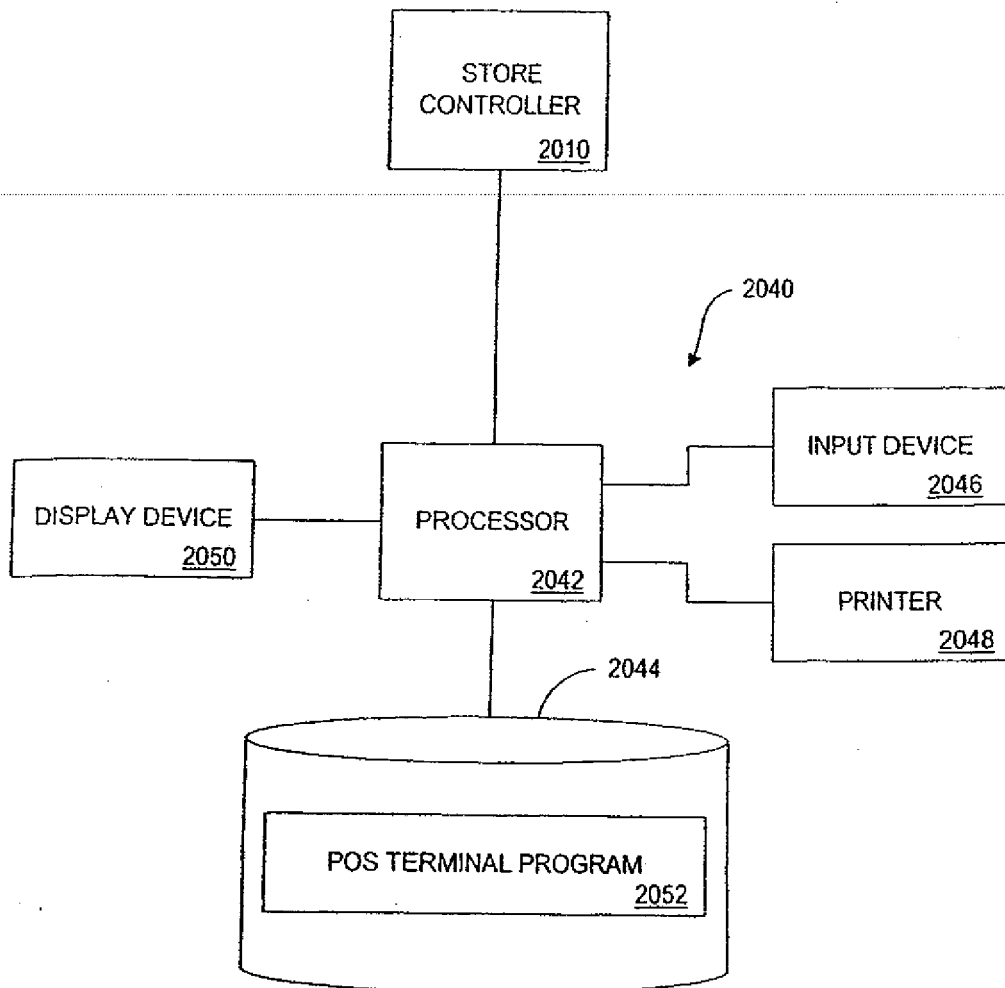 STORE
CONTROLLER
2010
2040
INPUT DEVICE
2046
DISPLAY DEVICE
2050
PROCESSOR
2042
PRINTER
2048
2044
POS TERMINAL PROGRAM
2052